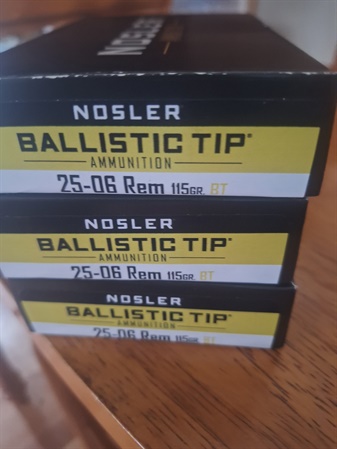 NOSLER
NOSLER
BALLISTIC TIP®
AMMUNITION
25-06 Rem 115GR. BT
NOSLER
BALLISTIC TIP®
AMMUNITION
25-06 Rem 115GR. BT
NOSLER
BALLISTIC TIP®
AMMUNITION
25-06 Rem 115GR. BT